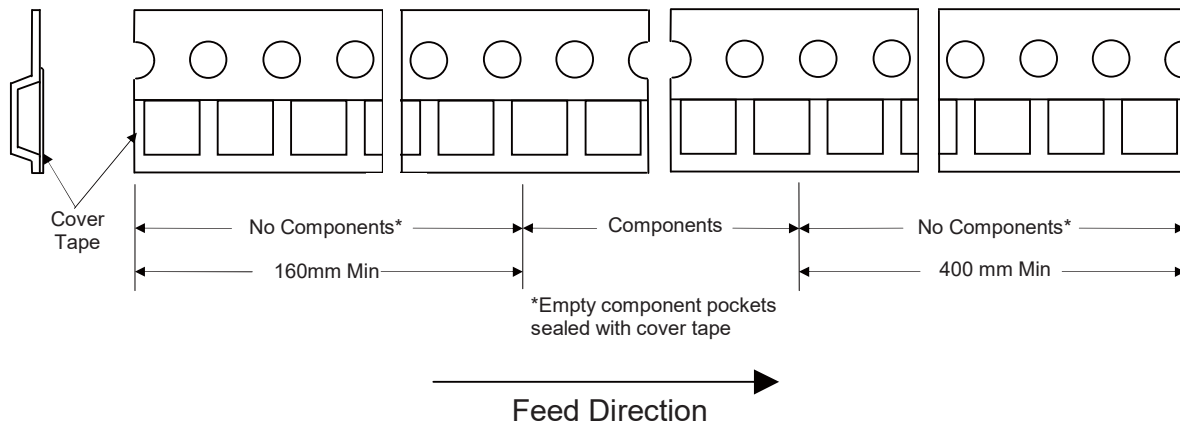 Cover
Tape
No Components*
Components
No Components*
160mm Min
400 mm Min
*Empty component pockets
sealed with cover tape
Feed Direction